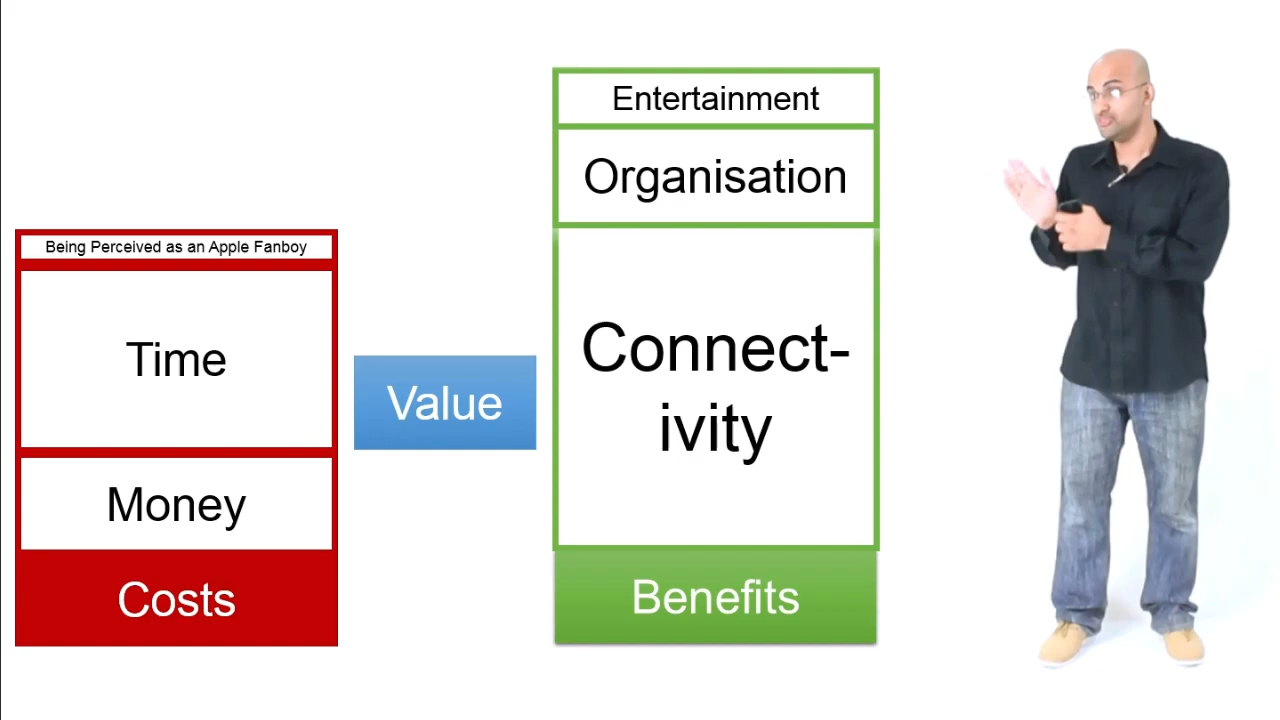 Being Perceived as an Apple Fanboy
Time
Money
Costs
Value
Entertainment
Organisation
Connect-
ivity
Benefits